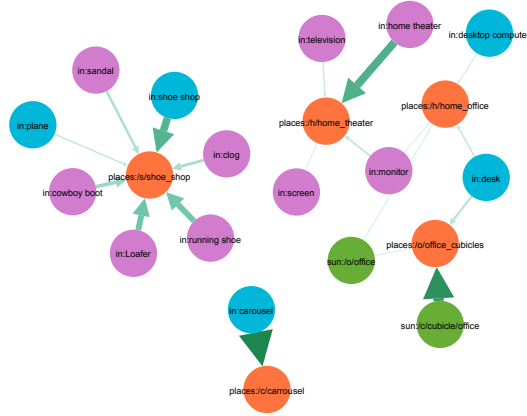 in:home theater
in:television
in:desktop compute
in:sandal
in:shoe shop
places:/h/home_office
in:plane
places:/h/home_theater
in:clog
places:/s/shoe_shop
in:monitor
in:desk
in:cowboy boot
in:screen
in:running shoe
places:/o/office_cubicles
in:Loafer
sun:/o/office
in:carousel
sun:/c/cubicle/office
places:/c/carrousel